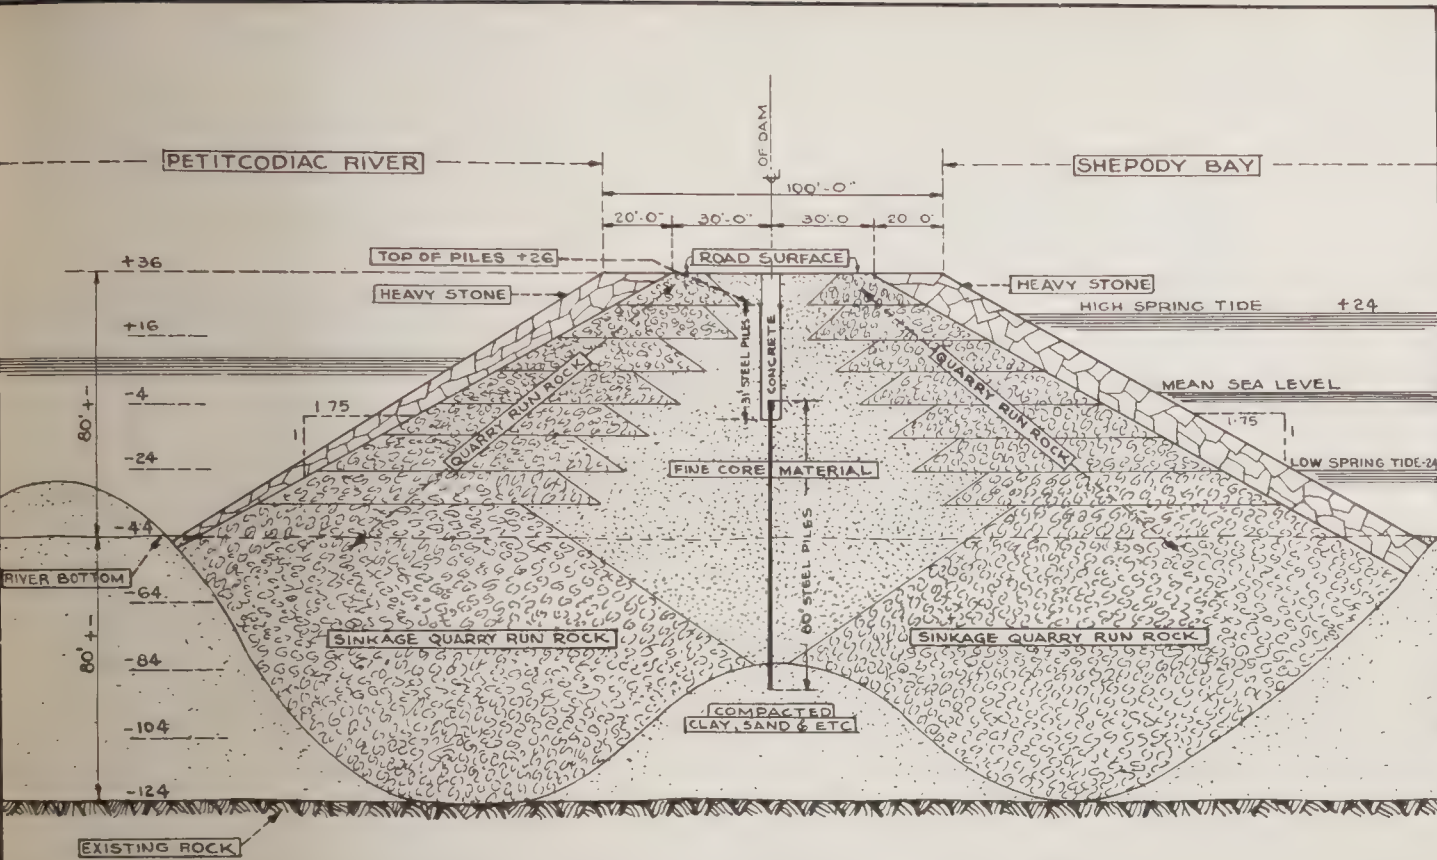 ℄ OF DAM
PETITCODIAC RIVER
SHEPODY BAY
100'-0"
20'-0"
30'-0"
30'-0
20 0'
TOP OF PILES +26
ROAD SURFACE
+36
HEAVY STONE
HEAVY STONE
HIGH SPRING TIDE +24
+16
31' STEEL PILES
CONCRETE
QUARRY RUN ROCK
QUARRY RUN ROCK
MEAN SEA LEVEL
-4
80' +-
1.75
1
1.75
1
-24
FINE CORE MATERIAL
LOW SPRING TIDE-24
-44
RIVER BOTTOM
-64
80' STEEL PILES
SINKAGE QUARRY RUN ROCK
SINKAGE QUARRY RUN ROCK
80' +-
-84
COMPACTED
CLAY, SAND & ETC
-104
-124
EXISTING ROCK